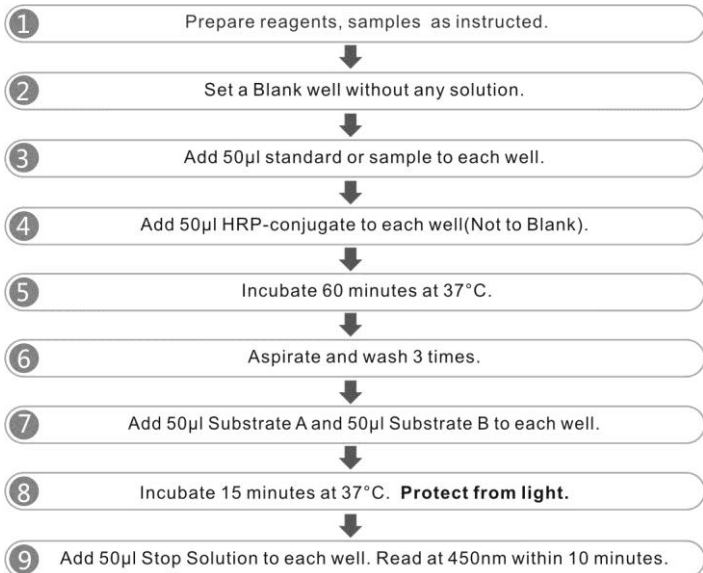 1 Prepare reagents, samples as instructed.
2 Set a Blank well without any solution.
3 Add 50µl standard or sample to each well.
4 Add 50µl HRP-conjugate to each well(Not to Blank).
5 Incubate 60 minutes at 37°C.
6 Aspirate and wash 3 times.
7 Add 50µl Substrate A and 50µl Substrate B to each well.
8 Incubate 15 minutes at 37°C. Protect from light.
9 Add 50µl Stop Solution to each well. Read at 450nm within 10 minutes.